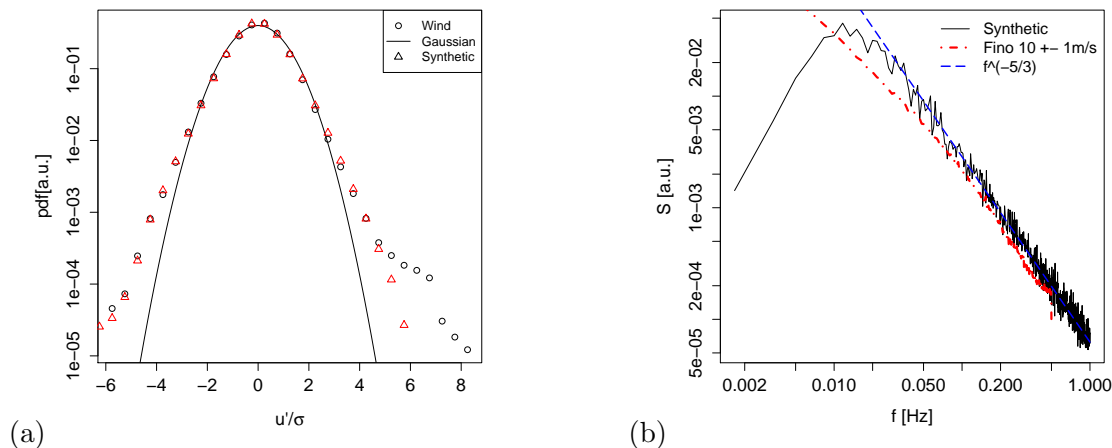 Wind
Gaussian
Synthetic
pdf[a.u.]
1e−01
1e−02
1e−03
1e−04
1e−05
−6 −4 −2 0 2 4 6 8
u'/σ
(a)
Synthetic
Fino 10 +− 1m/s
f^(−5/3)
S [a.u.]
2e−02
5e−03
1e−03
2e−04
5e−05
0.002 0.010 0.050 0.200 1.000
f [Hz]
(b)